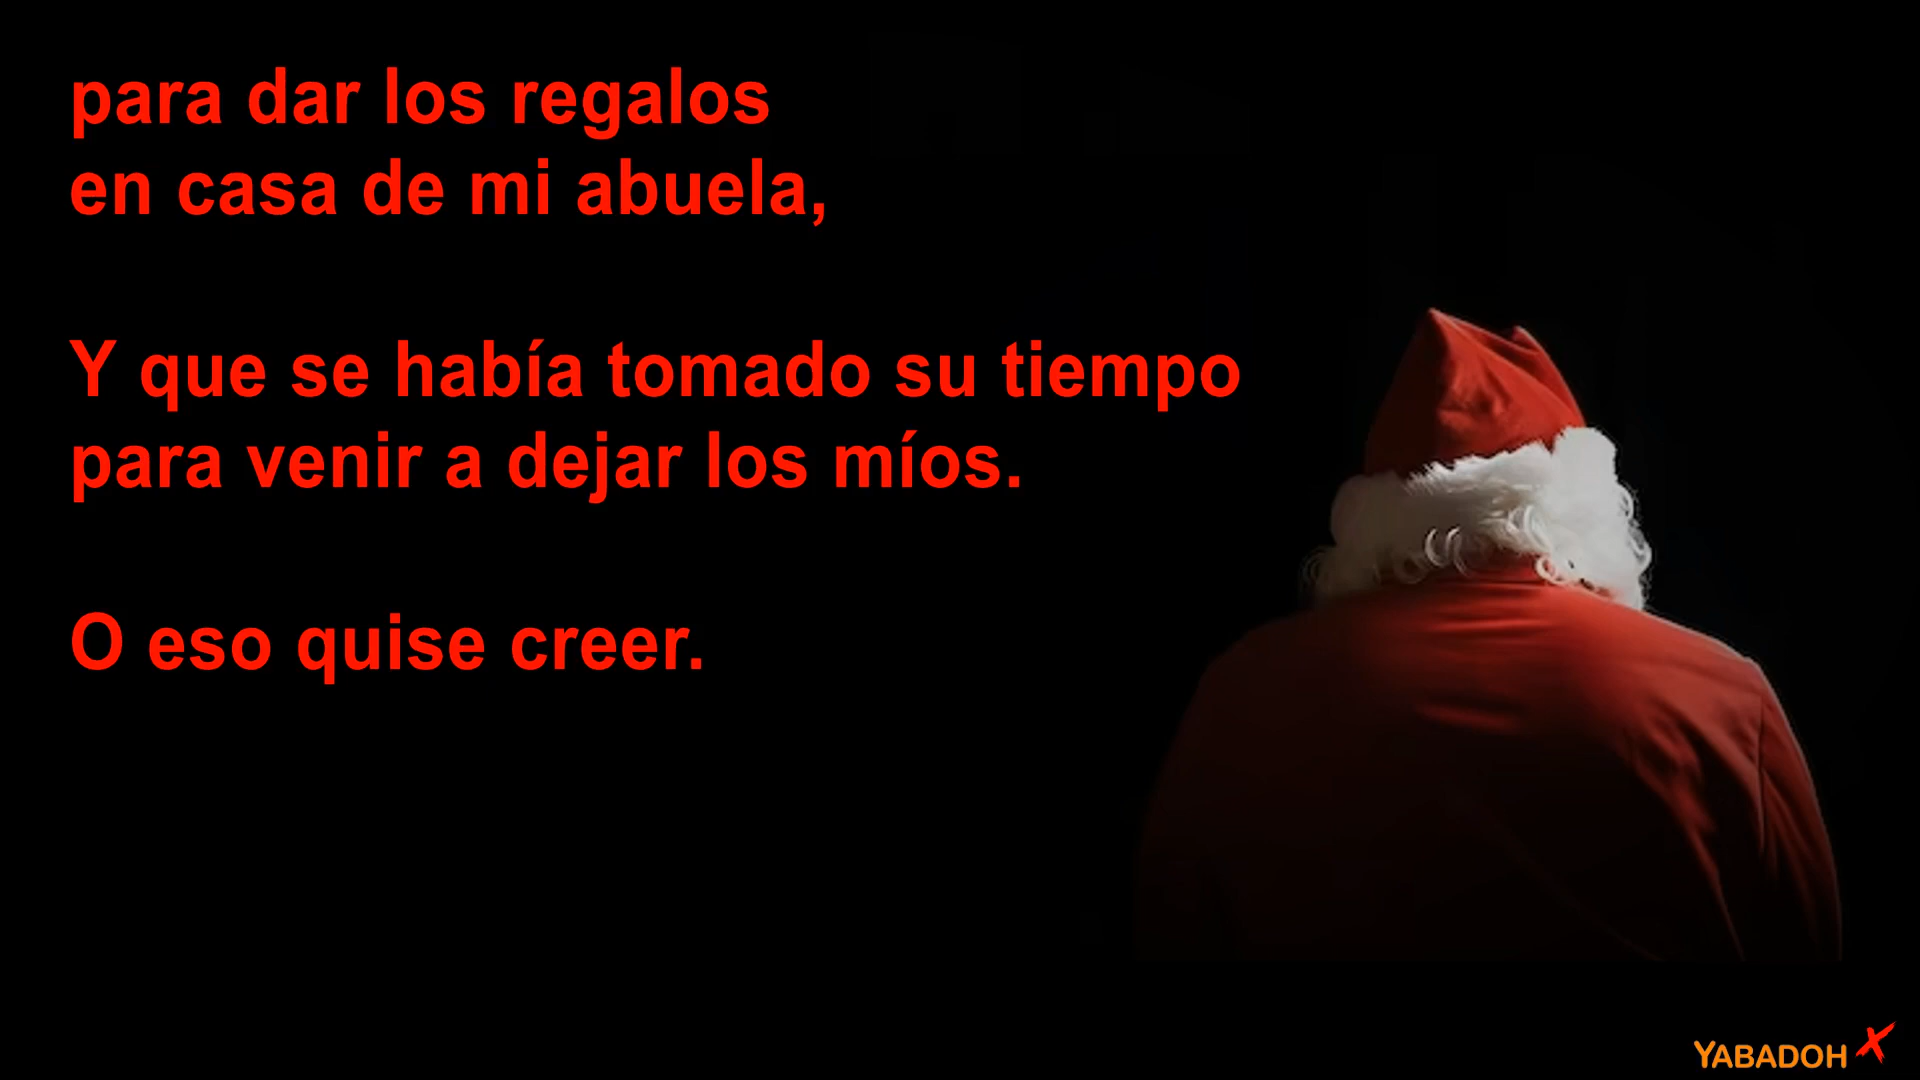 para dar los regalos
en casa de mi abuela,
Y que se había tomado su tiempo
para venir a dejar los míos.
O eso quise creer.
YABADOH X